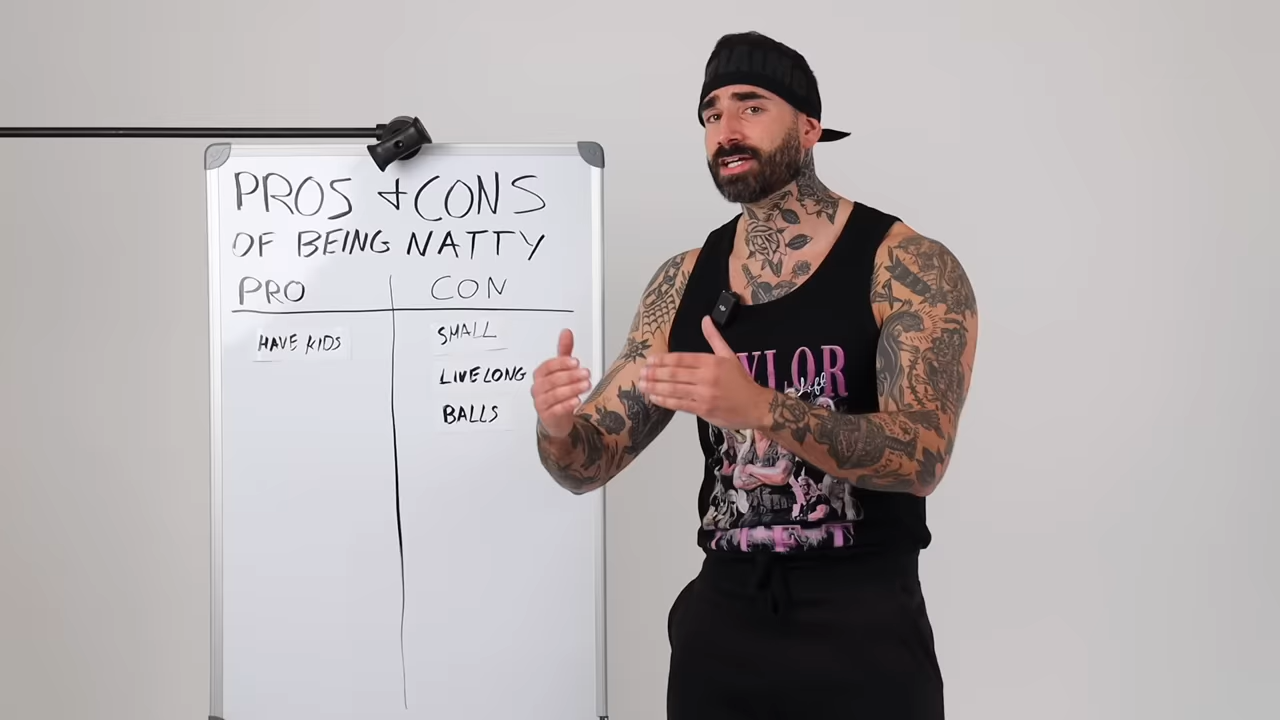 PROS + CONS
OF BEING NATTY
PRO CON
HAVE KIDS
SMALL
LIVE LONG
BALLS